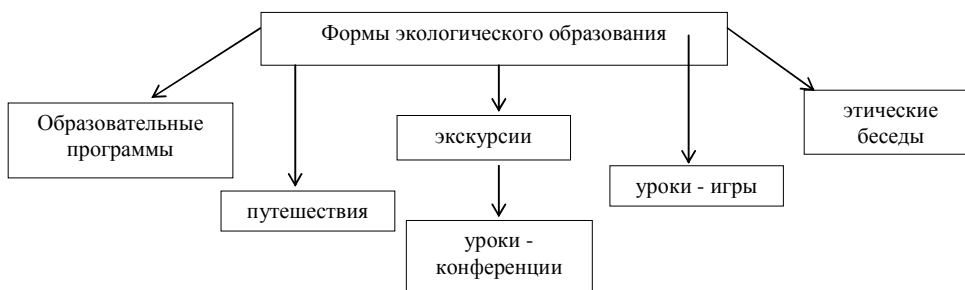 Формы экологического образования
Образовательные
программы
путешествия
экскурсии
уроки -
конференции
уроки - игры
этические
беседы